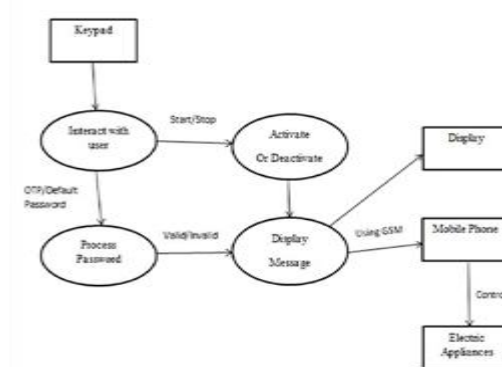 Keypad
Interact with
user
Start/Stop
Activate
Or Deactivate
Display
OTP/Default
Password
Process
Password
Valid/Invalid
Display
Message
Using GSM
Mobile Phone
Contro
Electric
Appliances